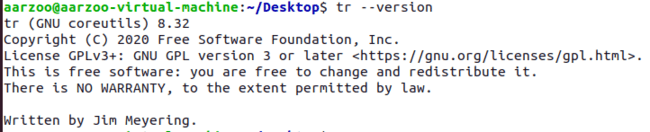 aarzoo@aarzoo-virtual-machine:~/Desktop$ tr --version
tr (GNU coreutils) 8.32
Copyright (C) 2020 Free Software Foundation, Inc.
License GPLv3+: GNU GPL version 3 or later <https://gnu.org/licenses/gpl.html>.
This is free software: you are free to change and redistribute it.
There is NO WARRANTY, to the extent permitted by law.

Written by Jim Meyering.